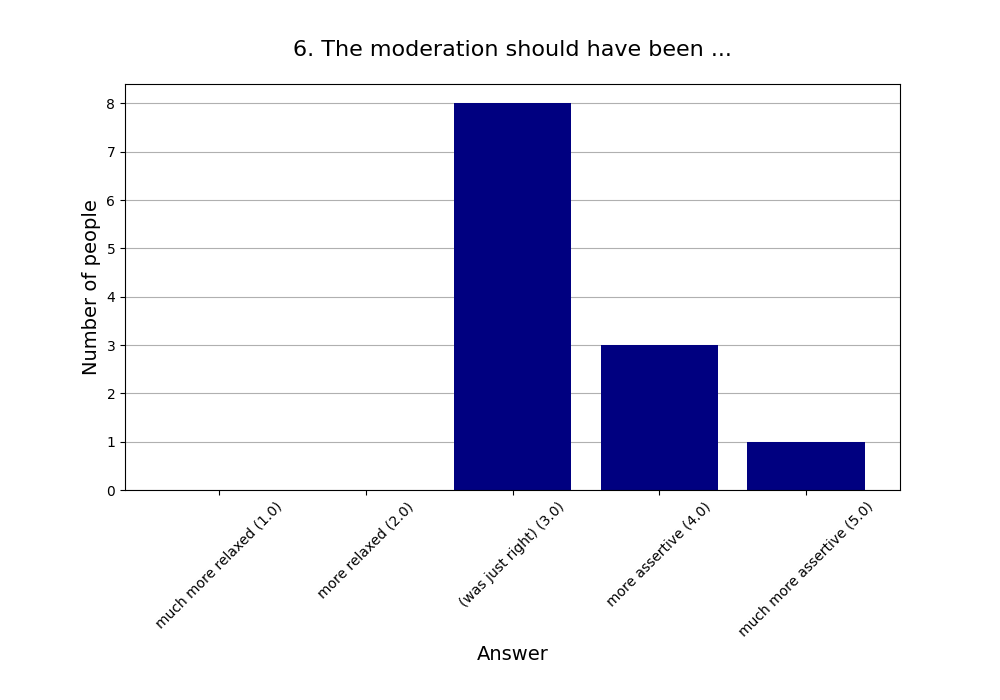 6. The moderation should have been ...
Number of people
8
7
6
5
4
3
2
1
0
much more relaxed (1.0)
more relaxed (2.0)
(was just right) (3.0)
more assertive (4.0)
much more assertive (5.0)
Answer